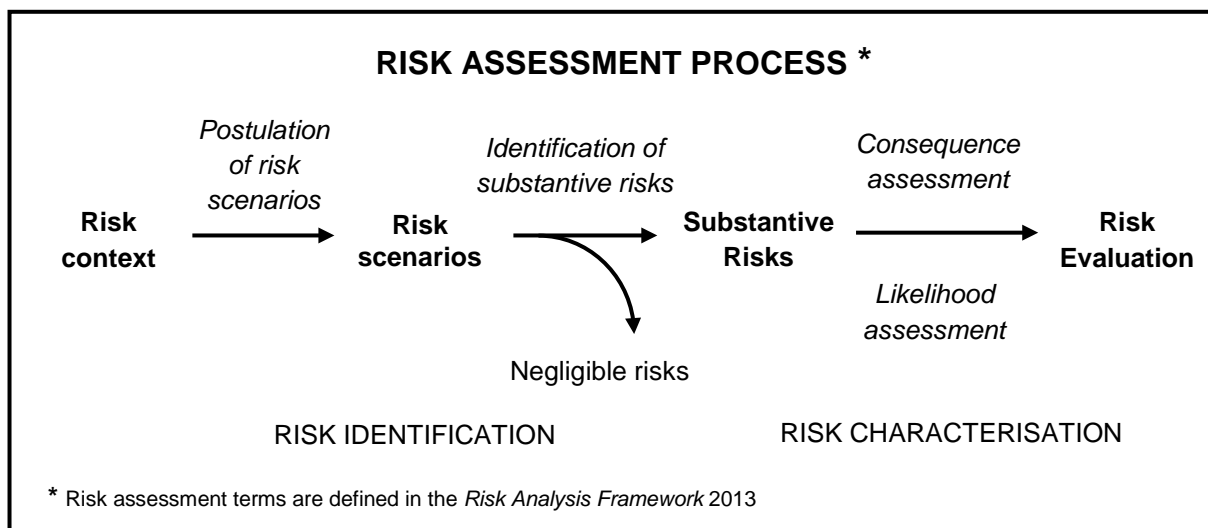 RISK ASSESSMENT PROCESS *
Postulation
of risk
scenarios
Identification of
substantive risks
Consequence
assessment
Risk
context
Risk
scenarios
Substantive
Risks
Risk
Evaluation
Likelihood
assessment
Negligible risks
RISK IDENTIFICATION
RISK CHARACTERISATION
* Risk assessment terms are defined in the Risk Analysis Framework 2013